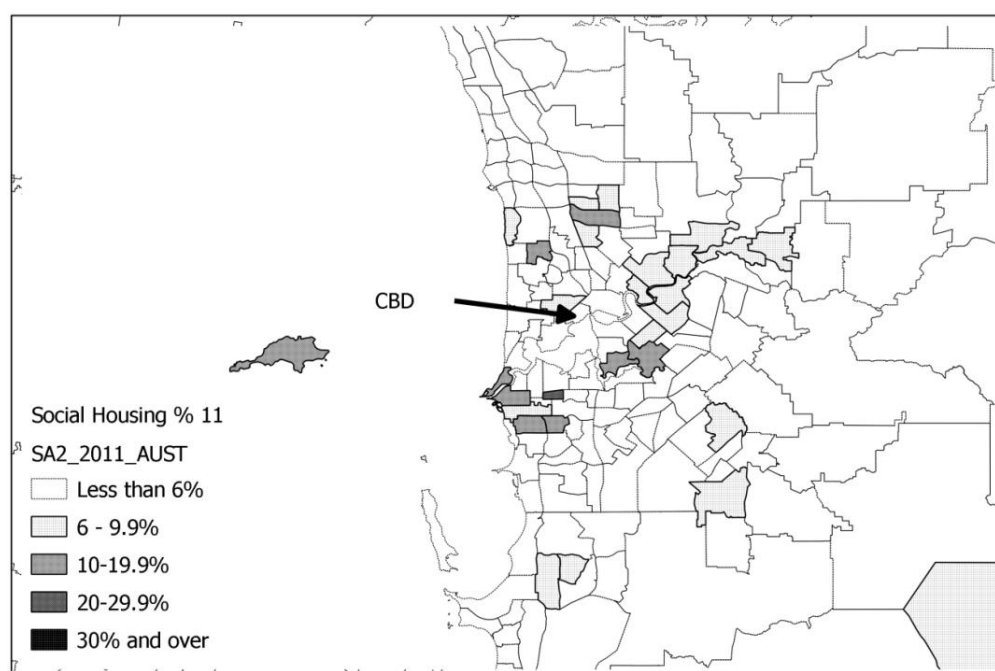 CBD
Social Housing % 11
SA2_2011_AUST
Less than 6%
6 - 9.9%
10-19.9%
20-29.9%
30% and over